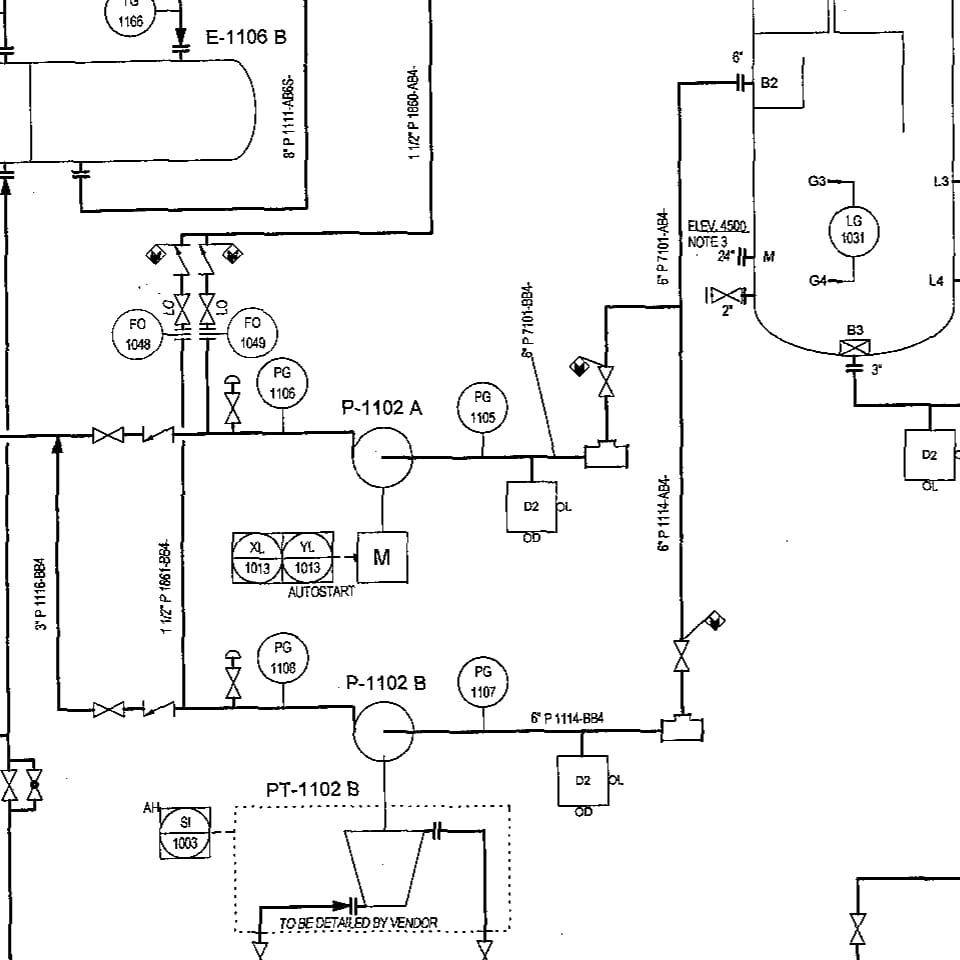 TG
1166
E-1106 B
8" P 1111-AB6S-
1 1/2" P 1660-AB4-
6"
B2
G3
LG
1031
G4
L3
L4
ELEV. 4500
NOTE 3
24"
M
2"
B3
3"
D2
OL
6" P 7101-AB4-
LO
LO
FO
1048
FO
1049
PG
1106
P-1102 A
PG
1105
6" P 7101-BB4-
D2
OL
OD
XL
1013
YL
1013
AUTOSTART
M
3" P 1116-BB4
1 1/2" P 1661-BB4-
6" P 1114-AB4-
PG
1108
P-1102 B
PG
1107
6" P 1114-BB4
D2
OL
OD
PT-1102 B
AH
SI
1003
TO BE DETAILED BY VENDOR